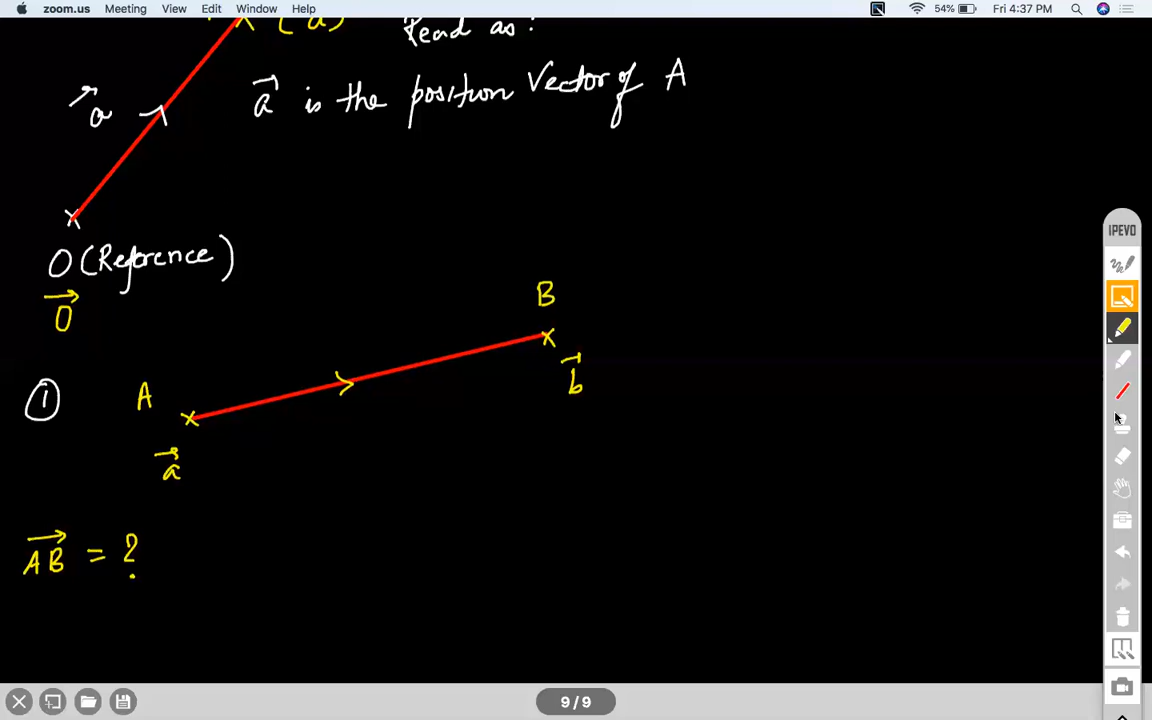 zoom.us Meeting View Edit Window Help 54% Fri 4:37 PM
(a) Read as:
a⃗ a⃗ is the position Vector of A
O (Reference)
O⃗
B
b⃗
① A
a⃗
AB⃗ = ?
IPEVO
9/9